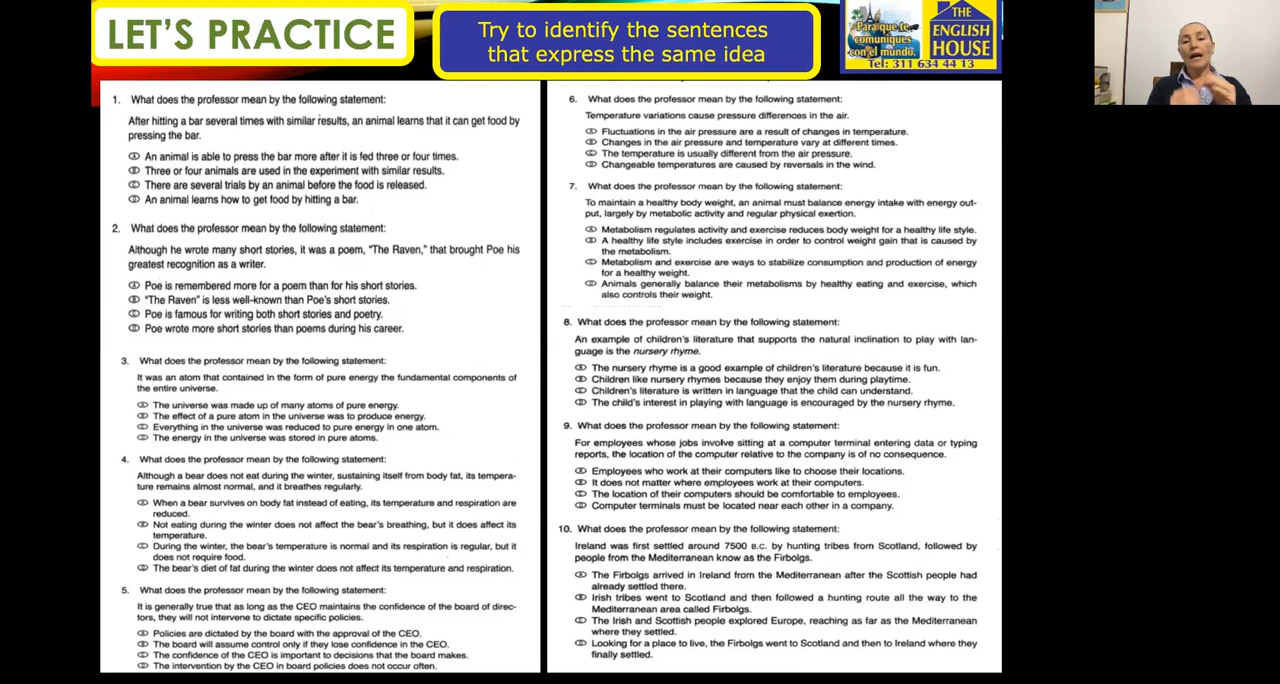 LET'S PRACTICE
Try to identify the sentences
that express the same idea
Para que te
comuniques
con el mundo.
THE
ENGLISH
HOUSE
Tel: 311 634 44 13
1. What does the professor mean by the following statement:
After hitting a bar several times with similar results, an animal learns that it can get food by
pressing the bar.
A An animal is able to press the bar more after it is fed three or four times.
B Three or four animals are used in the experiment with similar results.
C There are several trials by an animal before the food is released.
D An animal learns how to get food by hitting a bar.
2. What does the professor mean by the following statement:
Although he wrote many short stories, it was a poem, "The Raven," that brought Poe his
greatest recognition as a writer.
A Poe is remembered more for a poem than for his short stories.
B "The Raven" is less well-known than Poe's short stories.
C Poe is famous for writing both short stories and poetry.
D Poe wrote more short stories than poems during his career.
3. What does the professor mean by the following statement:
It was an atom that contained in the form of pure energy the fundamental components of
the entire universe.
A The universe was made up of many atoms of pure energy.
B The effect of a pure atom in the universe was to produce energy.
C Everything in the universe was reduced to pure energy in one atom.
D The energy in the universe was stored in pure atoms.
4. What does the professor mean by the following statement:
Although a bear does not eat during the winter, sustaining itself from body fat, its tempera-
ture remains almost normal, and it breathes regularly.
A When a bear survives on body fat instead of eating, its temperature and respiration are
reduced.
B Not eating during the winter does not affect the bear's breathing, but it does affect its
temperature.
C During the winter, the bear's temperature is normal and its respiration is regular, but it
does not require food.
D The bear's diet of fat during the winter does not affect its temperature and respiration.
5. What does the professor mean by the following statement:
It is generally true that as long as the CEO maintains the confidence of the board of direc-
tors, they will not intervene to dictate specific policies.
A Policies are dictated by the board with the approval of the CEO.
B The board will assume control only if they lose confidence in the CEO.
C The confidence of the CEO is important to decisions that the board makes.
D The intervention by the CEO in board policies does not occur often.
6. What does the professor mean by the following statement:
Temperature variations cause pressure differences in the air.
A Fluctuations in the air pressure are a result of changes in temperature.
B Changes in the air pressure and temperature vary at different times.
C The temperature is usually different from the air pressure.
D Changeable temperatures are caused by reversals in the wind.
7. What does the professor mean by the following statement:
To maintain a healthy body weight, an animal must balance energy intake with energy out-
put, largely by metabolic activity and regular physical exertion.
A Metabolism regulates activity and exercise reduces body weight for a healthy life style.
B A healthy life style includes exercise in order to control weight gain that is caused by
the metabolism.
C Metabolism and exercise are ways to stabilize consumption and production of energy
for a healthy weight.
D Animals generally balance their metabolisms by healthy eating and exercise, which
also controls their weight.
8. What does the professor mean by the following statement:
An example of children's literature that supports the natural inclination to play with lan-
guage is the nursery rhyme.
A The nursery rhyme is a good example of children's literature because it is fun.
B Children like nursery rhymes because they enjoy them during playtime.
C Children's literature is written in language that the child can understand.
D The child's interest in playing with language is encouraged by the nursery rhyme.
9. What does the professor mean by the following statement:
For employees whose jobs involve sitting at a computer terminal entering data or typing
reports, the location of the computer relative to the company is of no consequence.
A Employees who work at their computers like to choose their locations.
B It does not matter where employees work at their computers.
C The location of their computers should be comfortable to employees.
D Computer terminals must be located near each other in a company.
10. What does the professor mean by the following statement:
Ireland was first settled around 7500 B.C. by hunting tribes from Scotland, followed by
people from the Mediterranean know as the Firbolgs.
A The Firbolgs arrived in Ireland from the Mediterranean after the Scottish people had
already settled there.
B Irish tribes went to Scotland and then followed a hunting route all the way to the
Mediterranean area called Firbolgs.
C The Irish and Scottish people explored Europe, reaching as far as the Mediterranean
where they settled.
D Looking for a place to live, the Firbolgs went to Scotland and then to Ireland where they
finally settled.